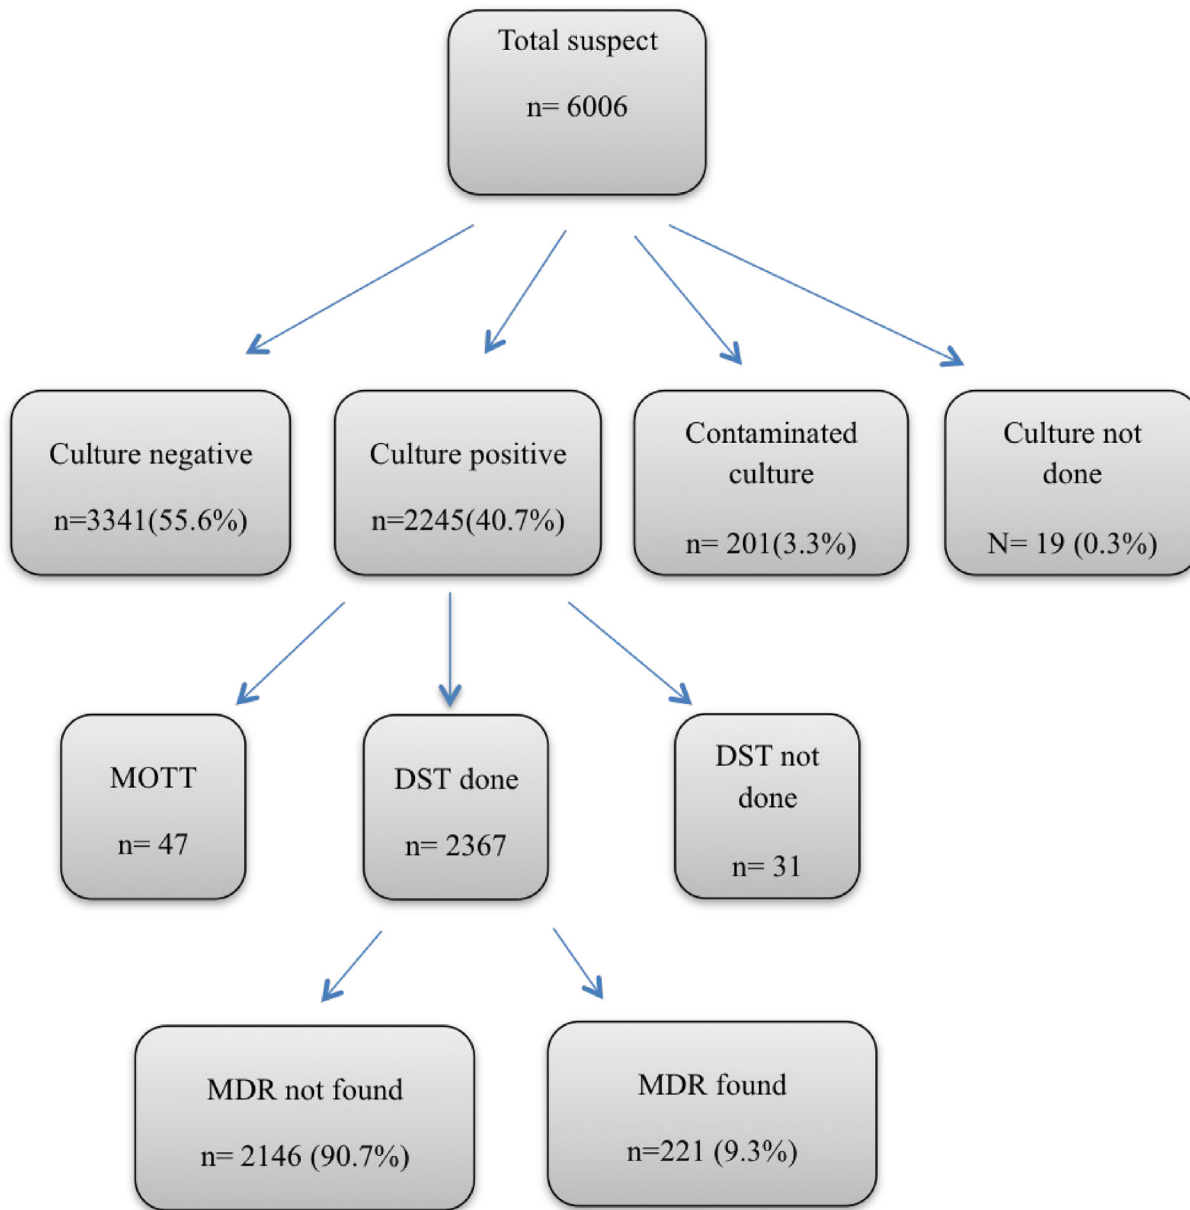 Total suspect
n= 6006
Culture negative
n=3341(55.6%)
Culture positive
n=2245(40.7%)
Contaminated
culture
n= 201(3.3%)
Culture not
done
N= 19 (0.3%)
MOTT
n= 47
DST done
n= 2367
DST not
done
n= 31
MDR not found
n= 2146 (90.7%)
MDR found
n=221 (9.3%)